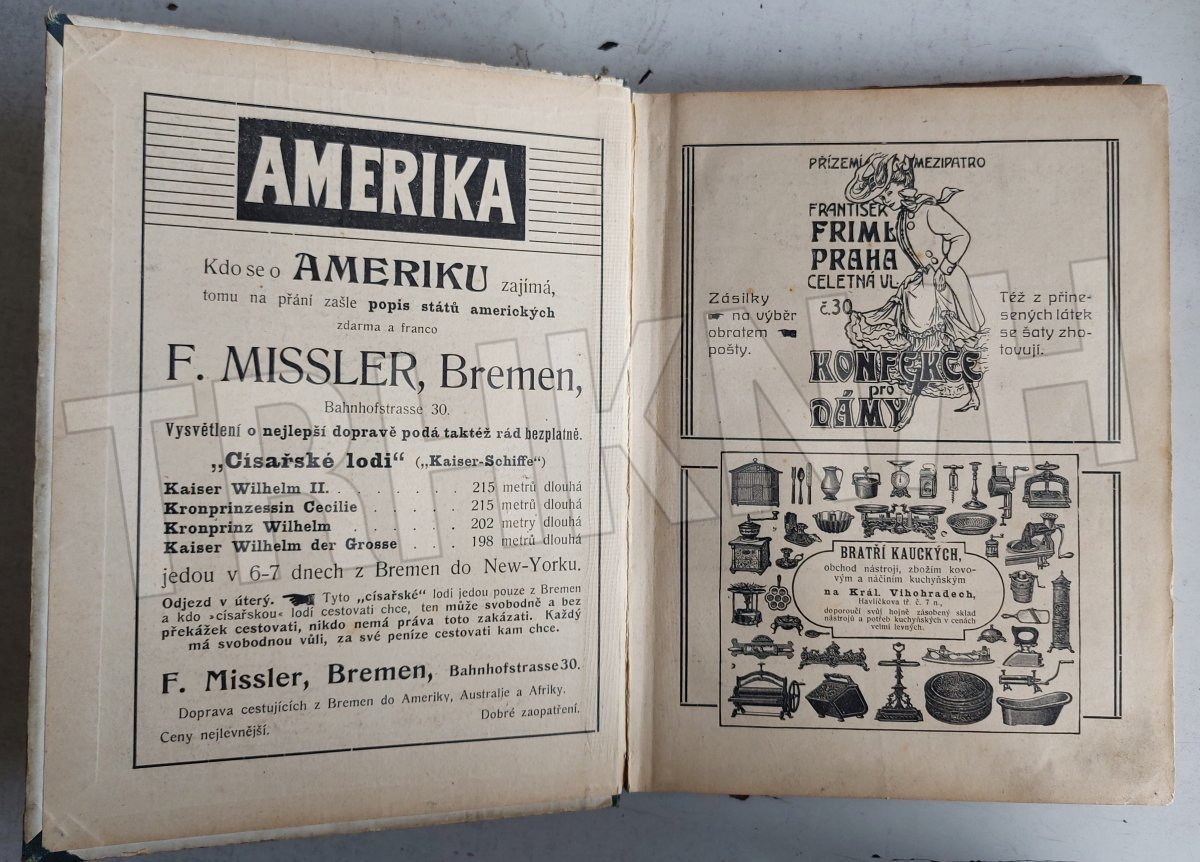 AMERIKA
Kdo se o AMERIKU zajímá,
tomu na přání zašle popis států amerických
zdarma a franco
F. MISSLER, Bremen,
Bahnhofstrasse 30.
Vysvětlení o nejlepší dopravě podá taktéž rád bezplatně.
„Císařské lodi“ („Kaiser-Schiffe“)
Kaiser Wilhelm II. . . . . . . . 215 metrů dlouhá
Kronprinzessin Cecilie . . . . . 215 metrů dlouhá
Kronprinz Wilhelm . . . . . . 202 metry dlouhá
Kaiser Wilhelm der Grosse . . . . 198 metrů dlouhá
jedou v 6-7 dnech z Bremen do New-Yorku.
Odjezd v úterý. Tyto „císařské“ lodi jedou pouze z Bremen
a kdo »císařskou« lodí cestovati chce, ten může svobodně a bez
překážek cestovati, nikdo nemá práva toto zakázati. Každý
má svobodnou vůli, za své peníze cestovati kam chce.
F. Missler, Bremen, Bahnhofstrasse 30.
Doprava cestujících z Bremen do Ameriky, Australie a Afriky.
Ceny nejlevnější. Dobré zaopatření.
PŘÍZEMÍ MEZIPATRO
FRANTIŠEK
FRIML
PRAHA
CELETNÁ UL.
č. 30
Zásilky
na výběr
obratem
pošty.
Též z přine-
sených látek
se šaty zho-
tovují.
KONFEKCE
pro
DÁMY
BRATŘÍ KAUCKÝCH,
obchod nástroji, zbožím kovo-
vým a náčiním kuchyňským
na Král. Vihohradech,
Havlíčkova tř. č. 7 n.,
doporoučí svůj hojně zásobený sklad
nástrojů a potřeb kuchyňských v cenách
velmi levných.
TRHKNIH